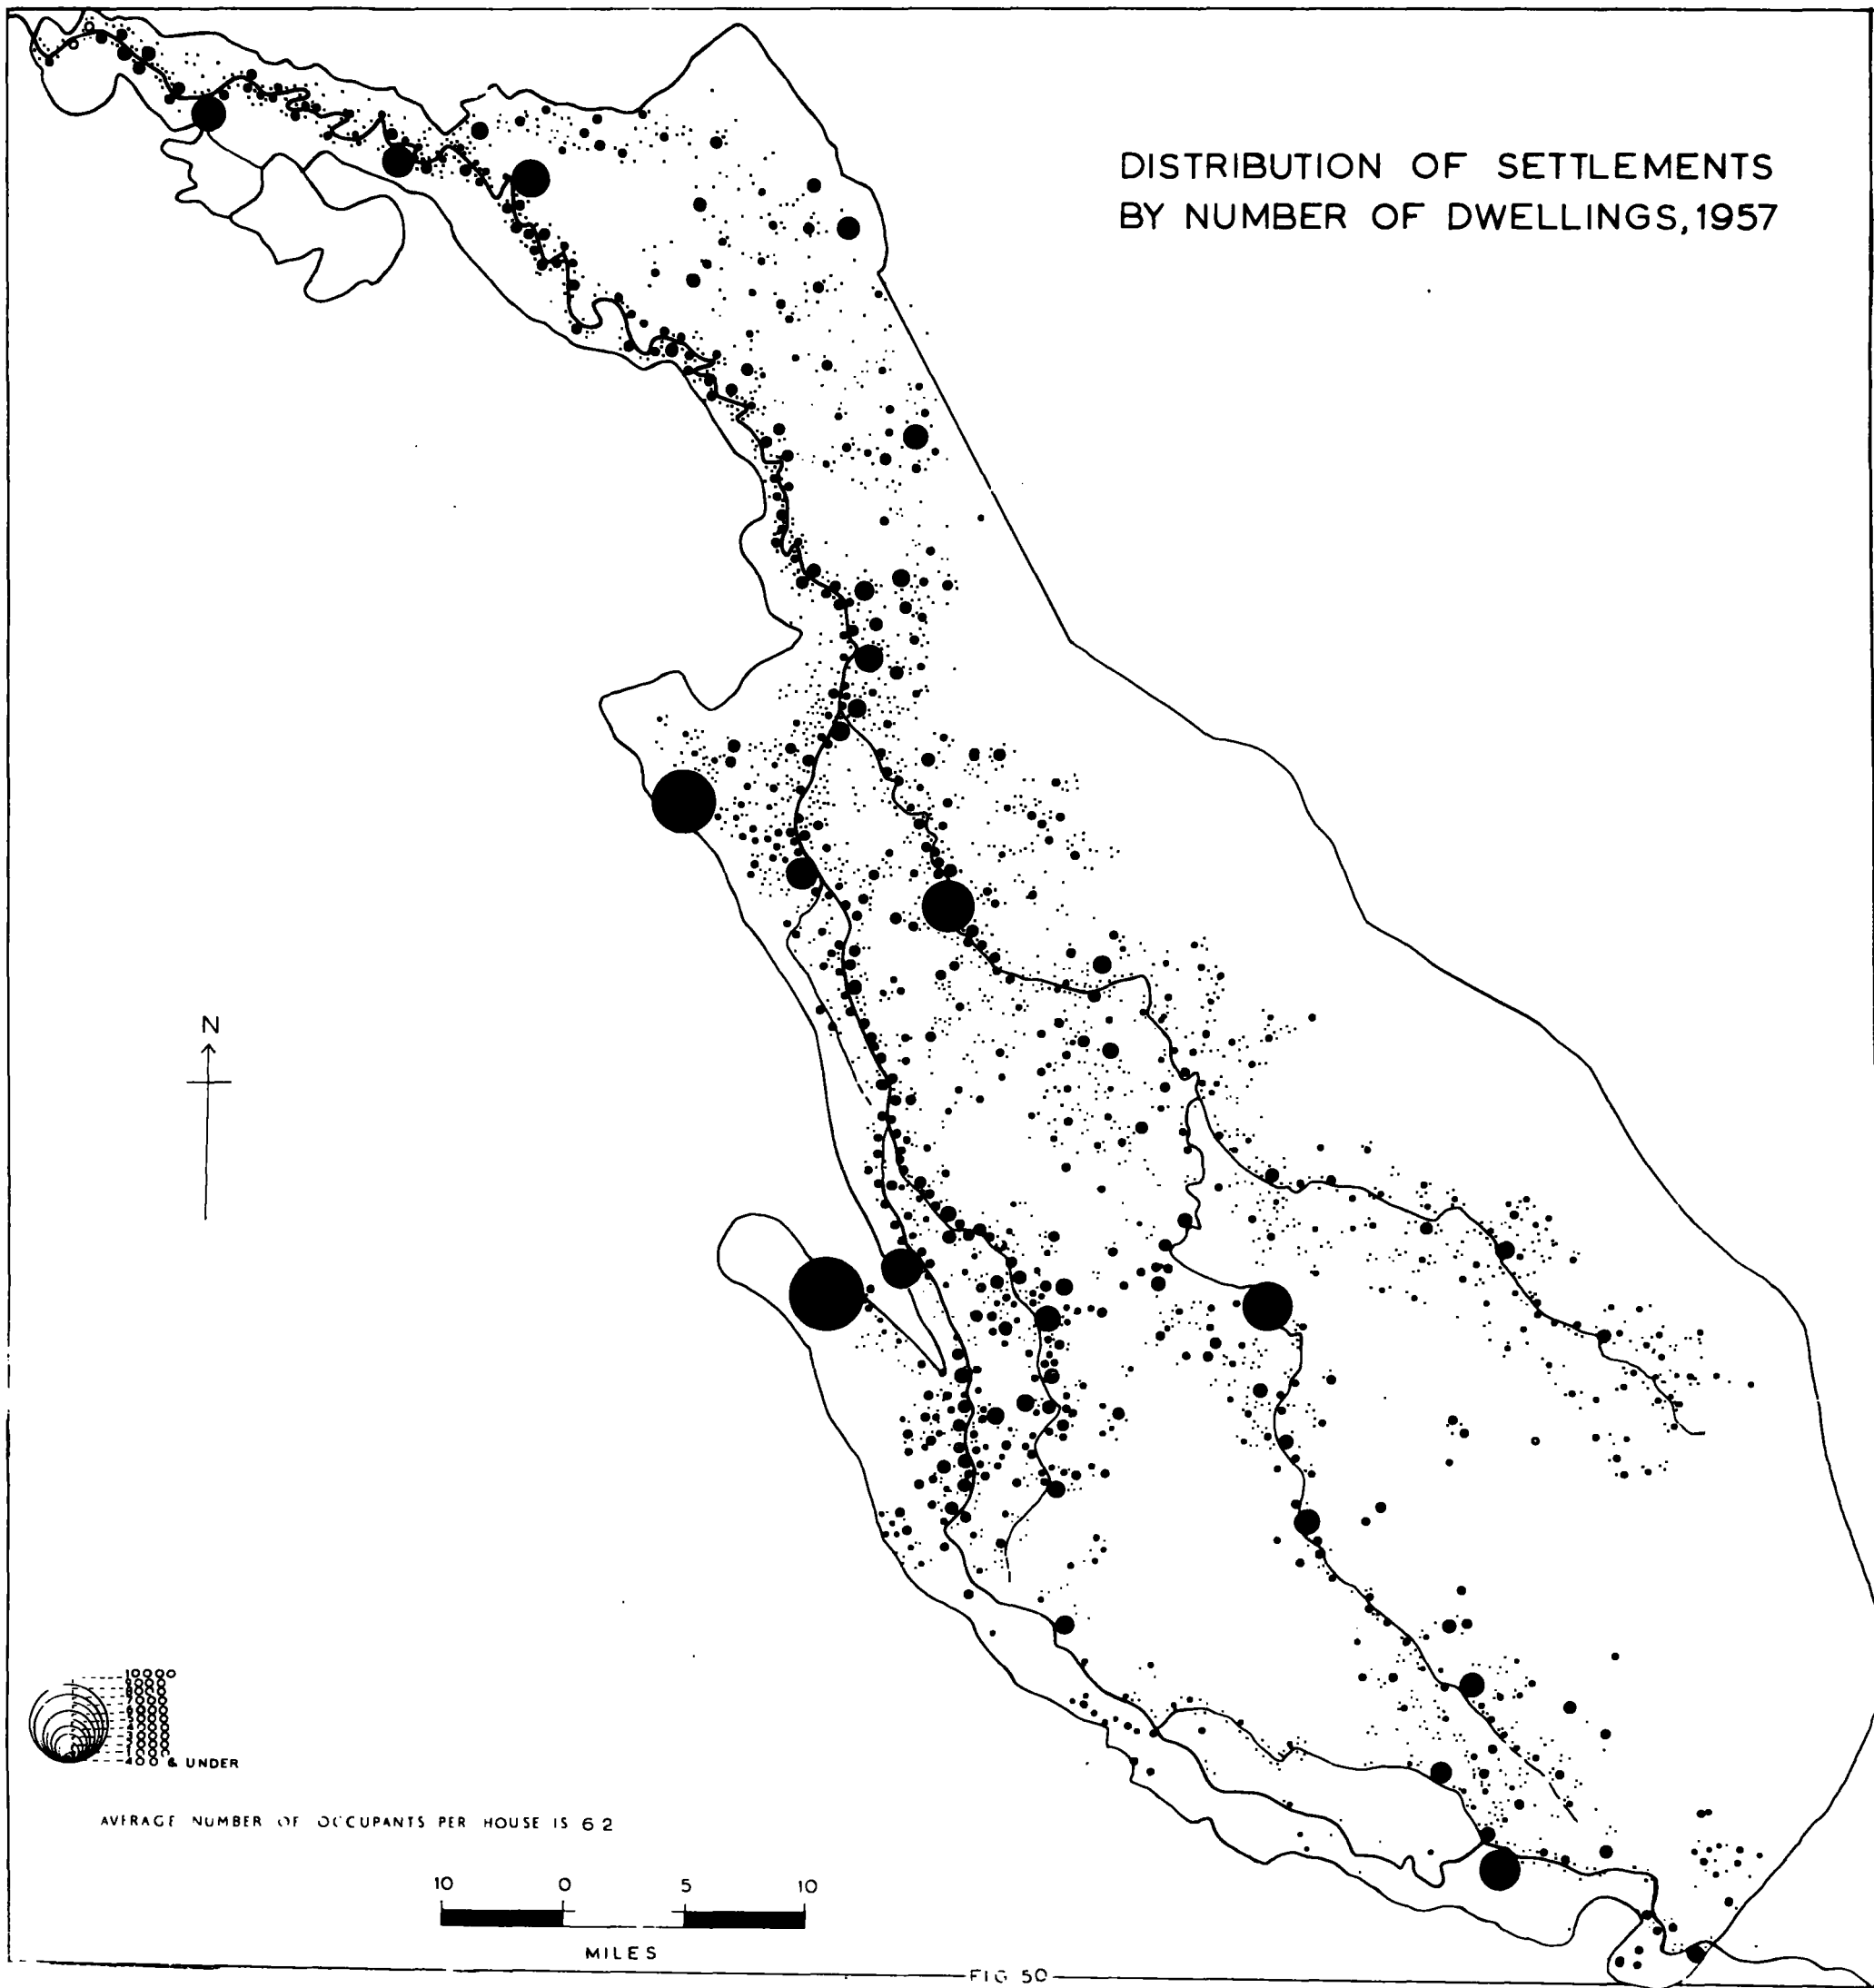 DISTRIBUTION OF SETTLEMENTS
BY NUMBER OF DWELLINGS, 1957
N
10000
400 & UNDER
AVERAGE NUMBER OF OCCUPANTS PER HOUSE IS 6 2
10 0 5 10
MILES
FIG 50